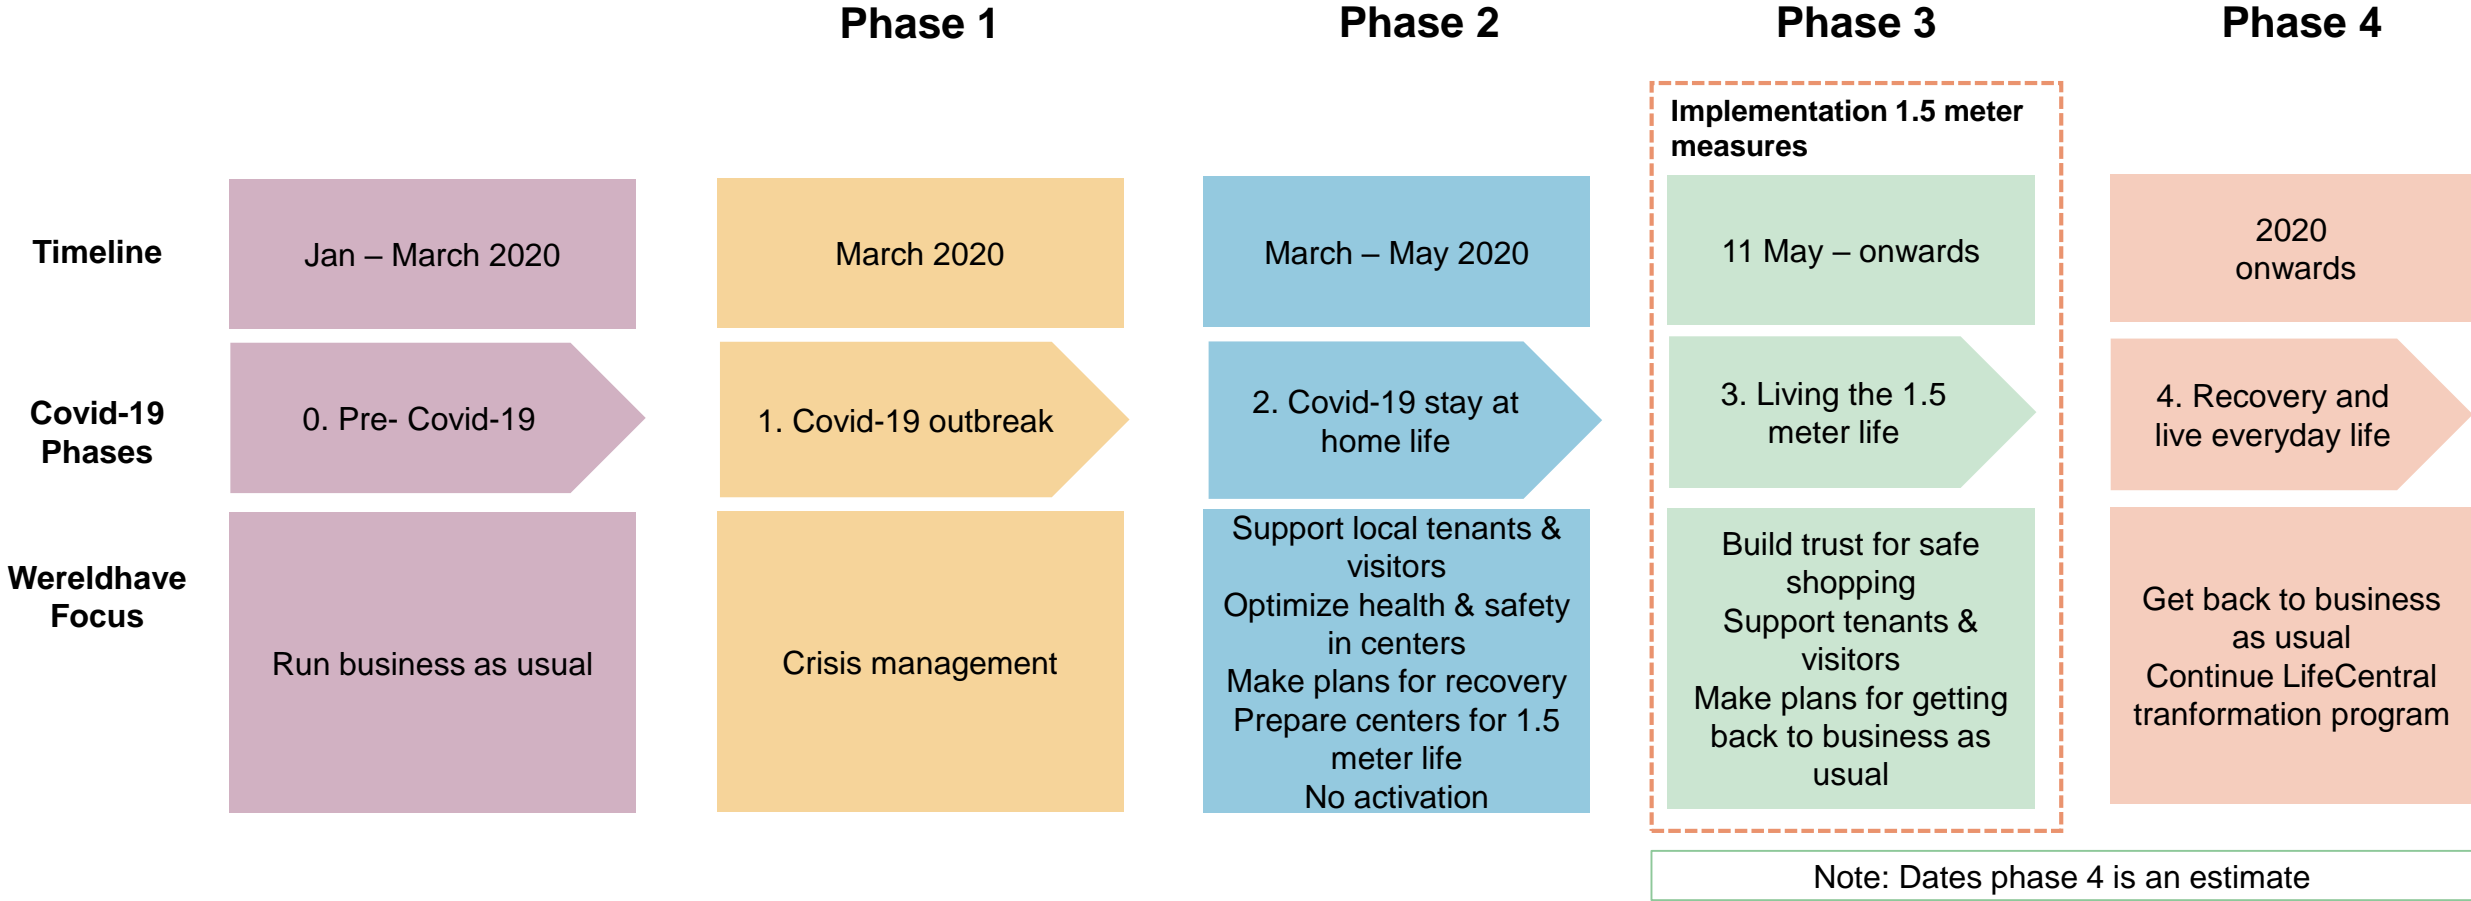 Phase 1
Phase 2
Phase 3
Phase 4
Implementation 1.5 meter
measures
Timeline
Jan – March 2020
March 2020
March – May 2020
11 May – onwards
2020
onwards
Covid-19
Phases
0. Pre- Covid-19
1. Covid-19 outbreak
2. Covid-19 stay at
home life
3. Living the 1.5
meter life
4. Recovery and
live everyday life
Wereldhave
Focus
Run business as usual
Crisis management
Support local tenants &
visitors
Optimize health & safety
in centers
Make plans for recovery
Prepare centers for 1.5
meter life
No activation
Build trust for safe
shopping
Support tenants &
visitors
Make plans for getting
back to business as
usual
Get back to business
as usual
Continue LifeCentral
tranformation program
Note: Dates phase 4 is an estimate